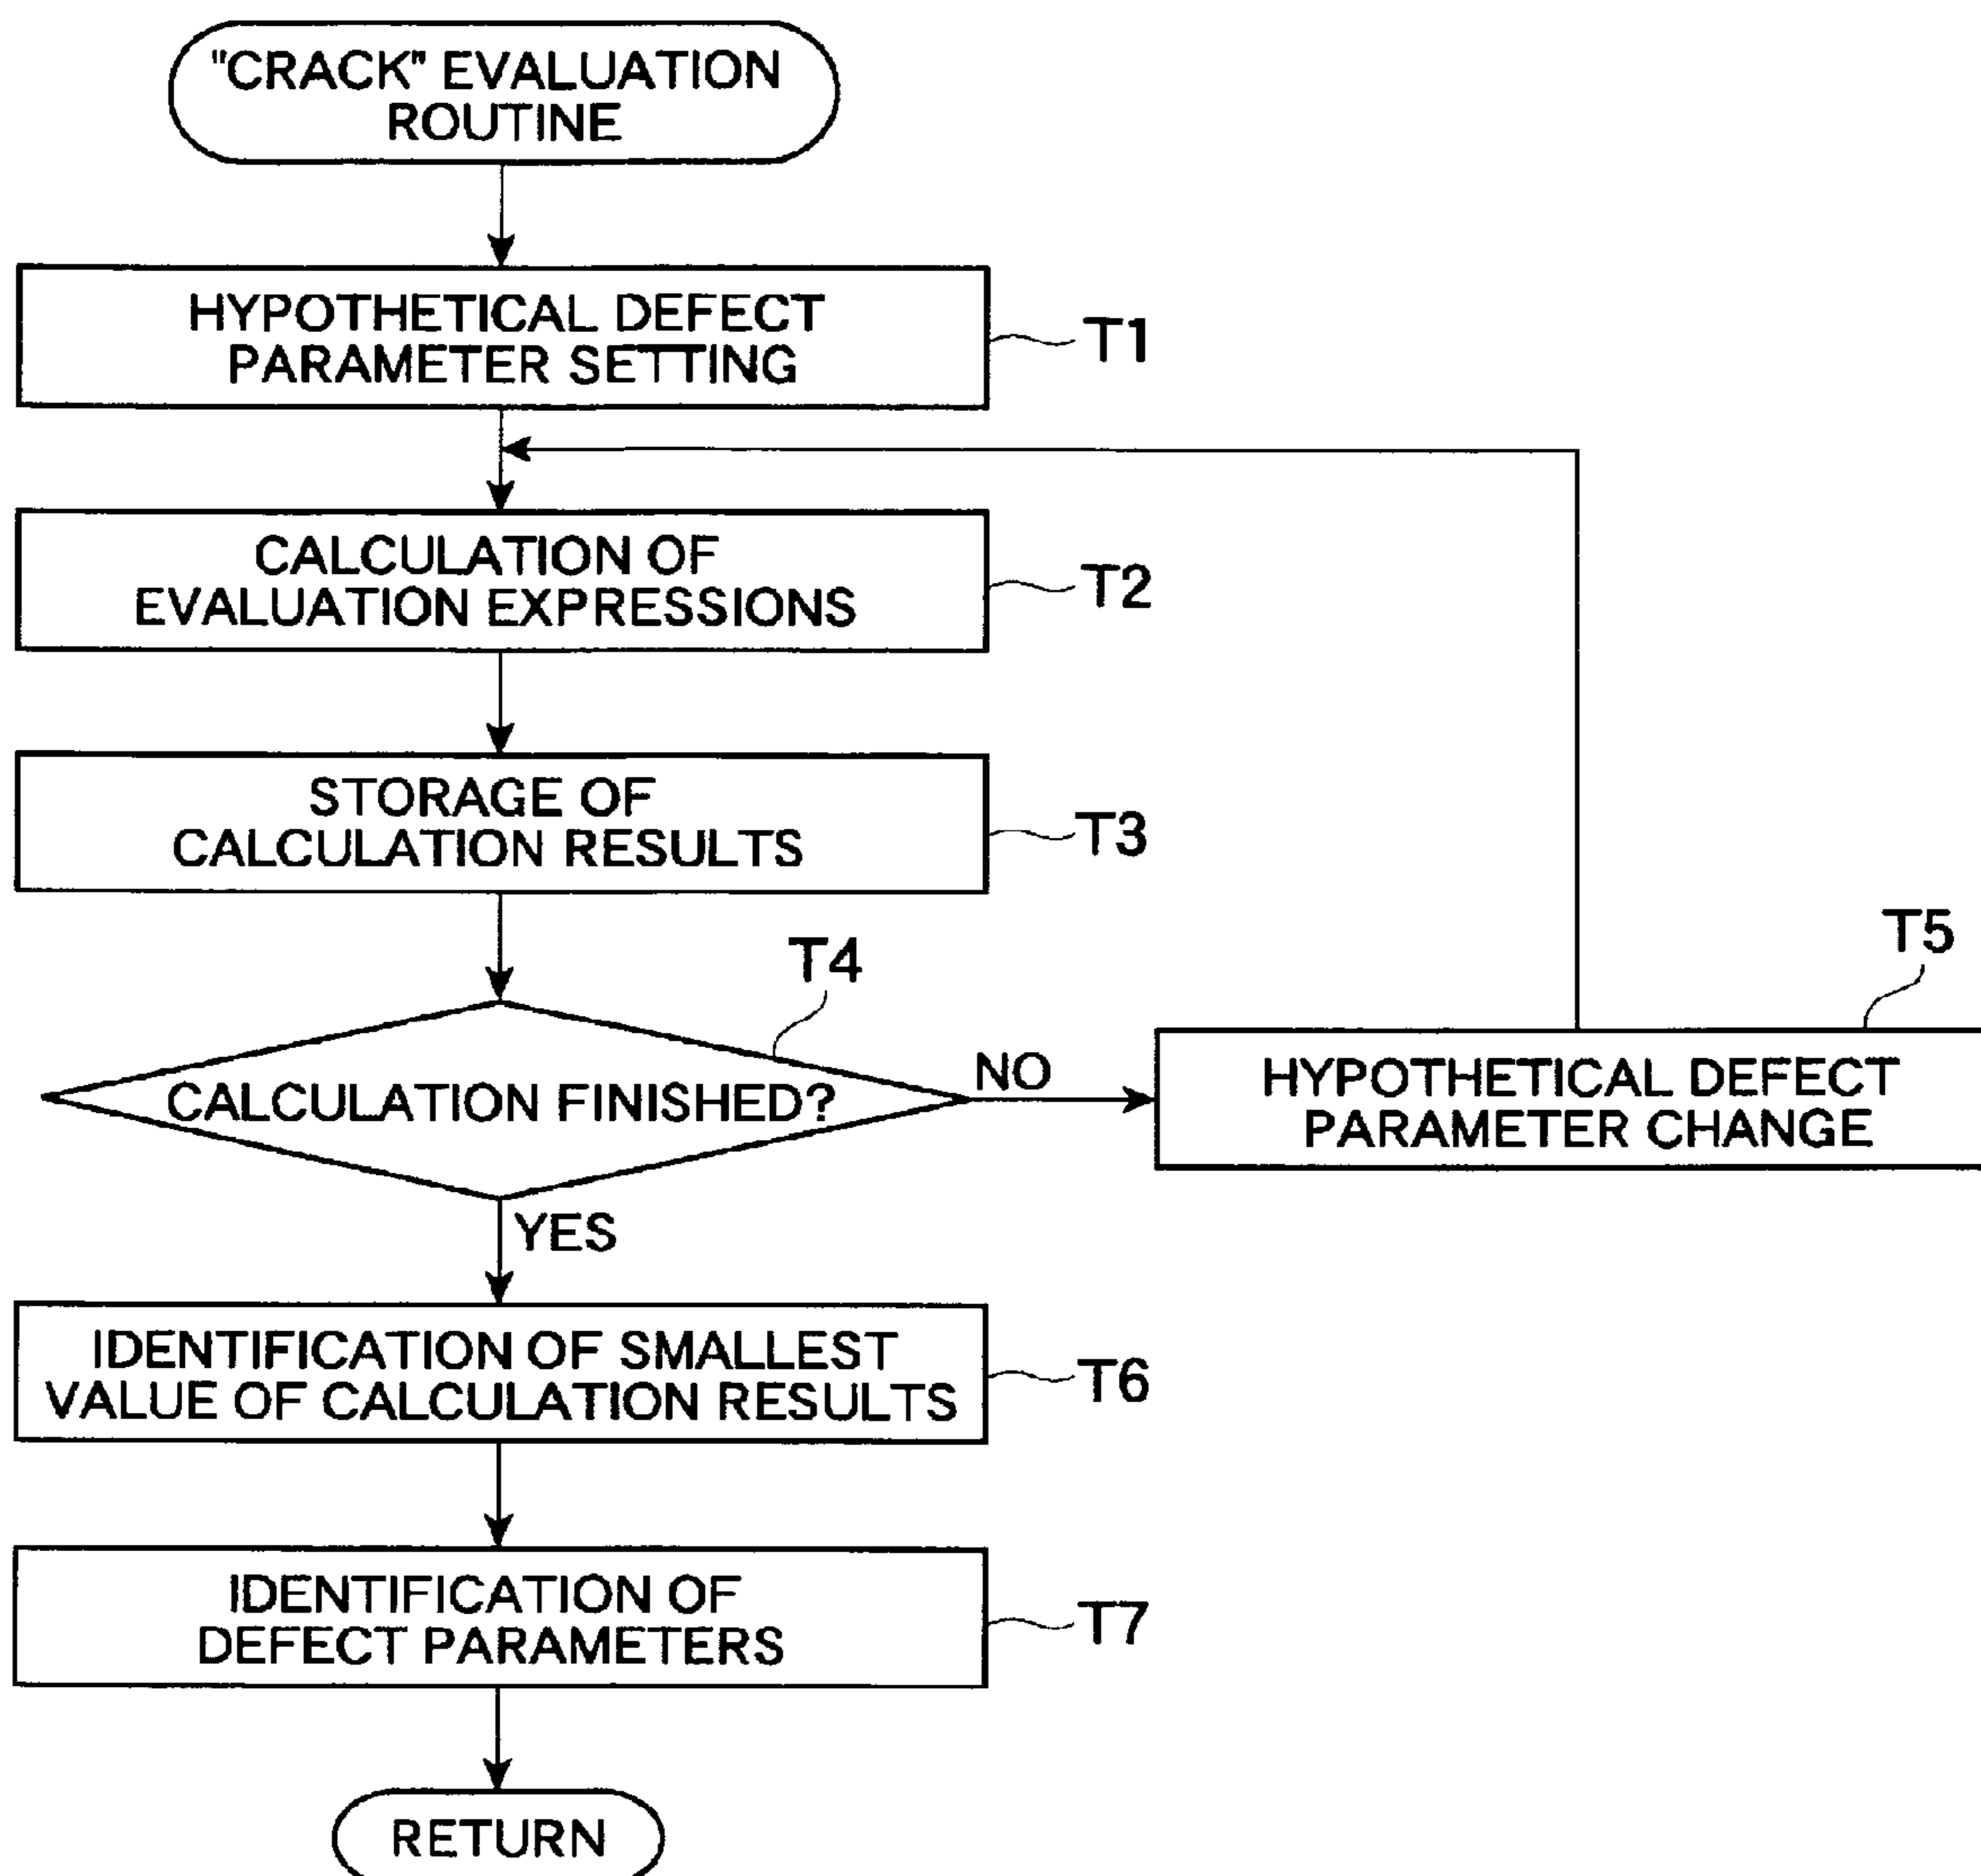 "CRACK" EVALUATION
ROUTINE
HYPOTHETICAL DEFECT
PARAMETER SETTING
T1
CALCULATION OF
EVALUATION EXPRESSIONS
T2
STORAGE OF
CALCULATION RESULTS
T3
T4
CALCULATION FINISHED?
NO
T5
HYPOTHETICAL DEFECT
PARAMETER CHANGE
YES
IDENTIFICATION OF SMALLEST
VALUE OF CALCULATION RESULTS
T6
IDENTIFICATION OF
DEFECT PARAMETERS
T7
RETURN